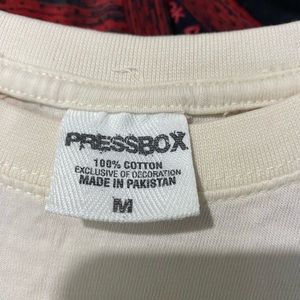 PRESSBOX
100% COTTON
EXCLUSIVE OF DECORATION
MADE IN PAKISTAN
M